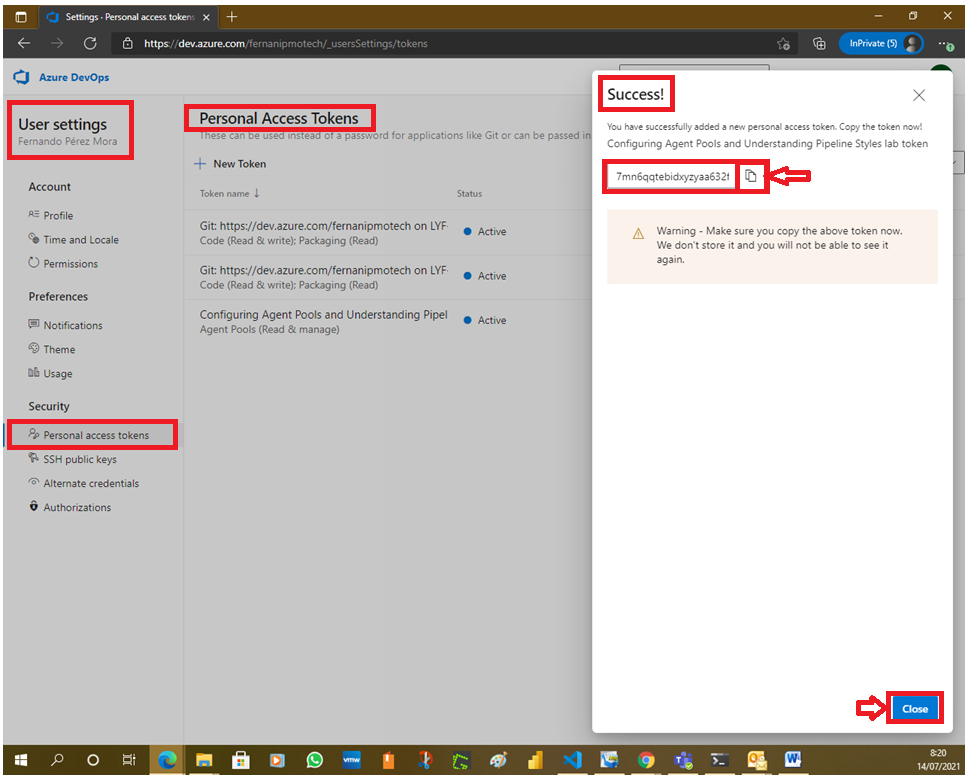 Settings - Personal access tokens
https://dev.azure.com/fernanipmotech/_usersSettings/tokens
InPrivate (5)
Azure DevOps
User settings
Fernando Pérez Mora
Account
Profile
Time and Locale
Permissions
Preferences
Notifications
Theme
Usage
Security
Personal access tokens
SSH public keys
Alternate credentials
Authorizations
Personal Access Tokens
These can be used instead of a password for applications like Git or can be passed in
New Token
Token name ↓ Status
Git: https://dev.azure.com/fernanipmotech on LYF
Code (Read & write); Packaging (Read)
Active
Git: https://dev.azure.com/fernanipmotech on LYF
Code (Read & write); Packaging (Read)
Active
Configuring Agent Pools and Understanding Pipel
Agent Pools (Read & manage)
Active
Success!
You have successfully added a new personal access token. Copy the token now!
Configuring Agent Pools and Understanding Pipeline Styles lab token
7mn6qqtebidxyzyaa632f
Warning - Make sure you copy the above token now.
We don't store it and you will not be able to see it
again.
Close
vmw
8:20
14/07/2021